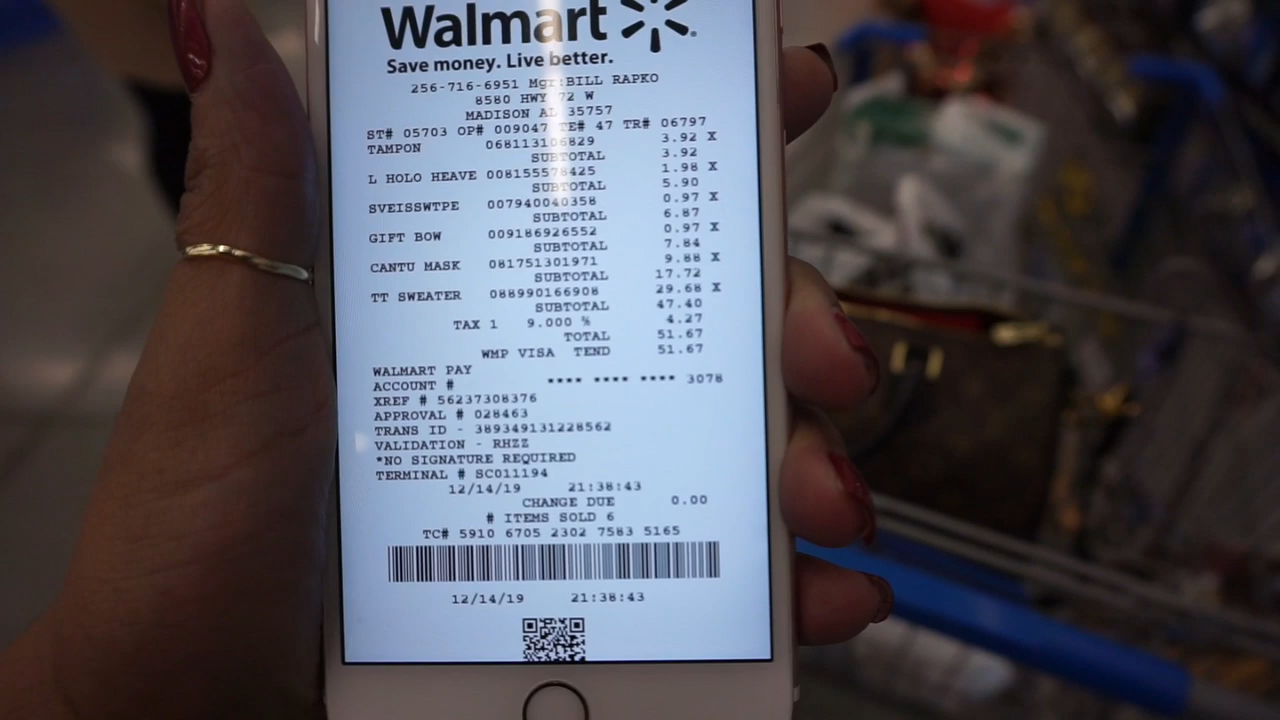 Walmart
Save money. Live better.
256-716-6951 Mgr:BILL RAPKO
8580 HWY 72 W
MADISON AL 35757
ST# 05703 OP# 009047 TE# 47 TR# 06797
TAMPON 068113106829 3.92 X
SUBTOTAL 3.92
L HOLO HEAVE 008155578425 1.98 X
SUBTOTAL 5.90
SVEISSWTPE 007940040358 0.97 X
SUBTOTAL 6.87
GIFT BOW 009186926552 0.97 X
SUBTOTAL 7.84
CANTU MASK 081751301971 9.88 X
SUBTOTAL 17.72
TT SWEATER 088990166908 29.68 X
SUBTOTAL 47.40
TAX 1 9.000 % 4.27
TOTAL 51.67
WMP VISA TEND 51.67
WALMART PAY
ACCOUNT # **** **** **** 3078
XREF # 56237308376
APPROVAL # 028463
TRANS ID - 389349131228562
VALIDATION - RHZZ
*NO SIGNATURE REQUIRED
TERMINAL # SC011194
12/14/19 21:38:43
CHANGE DUE 0.00
# ITEMS SOLD 6
TC# 5910 6705 2302 7583 5165
12/14/19 21:38:43